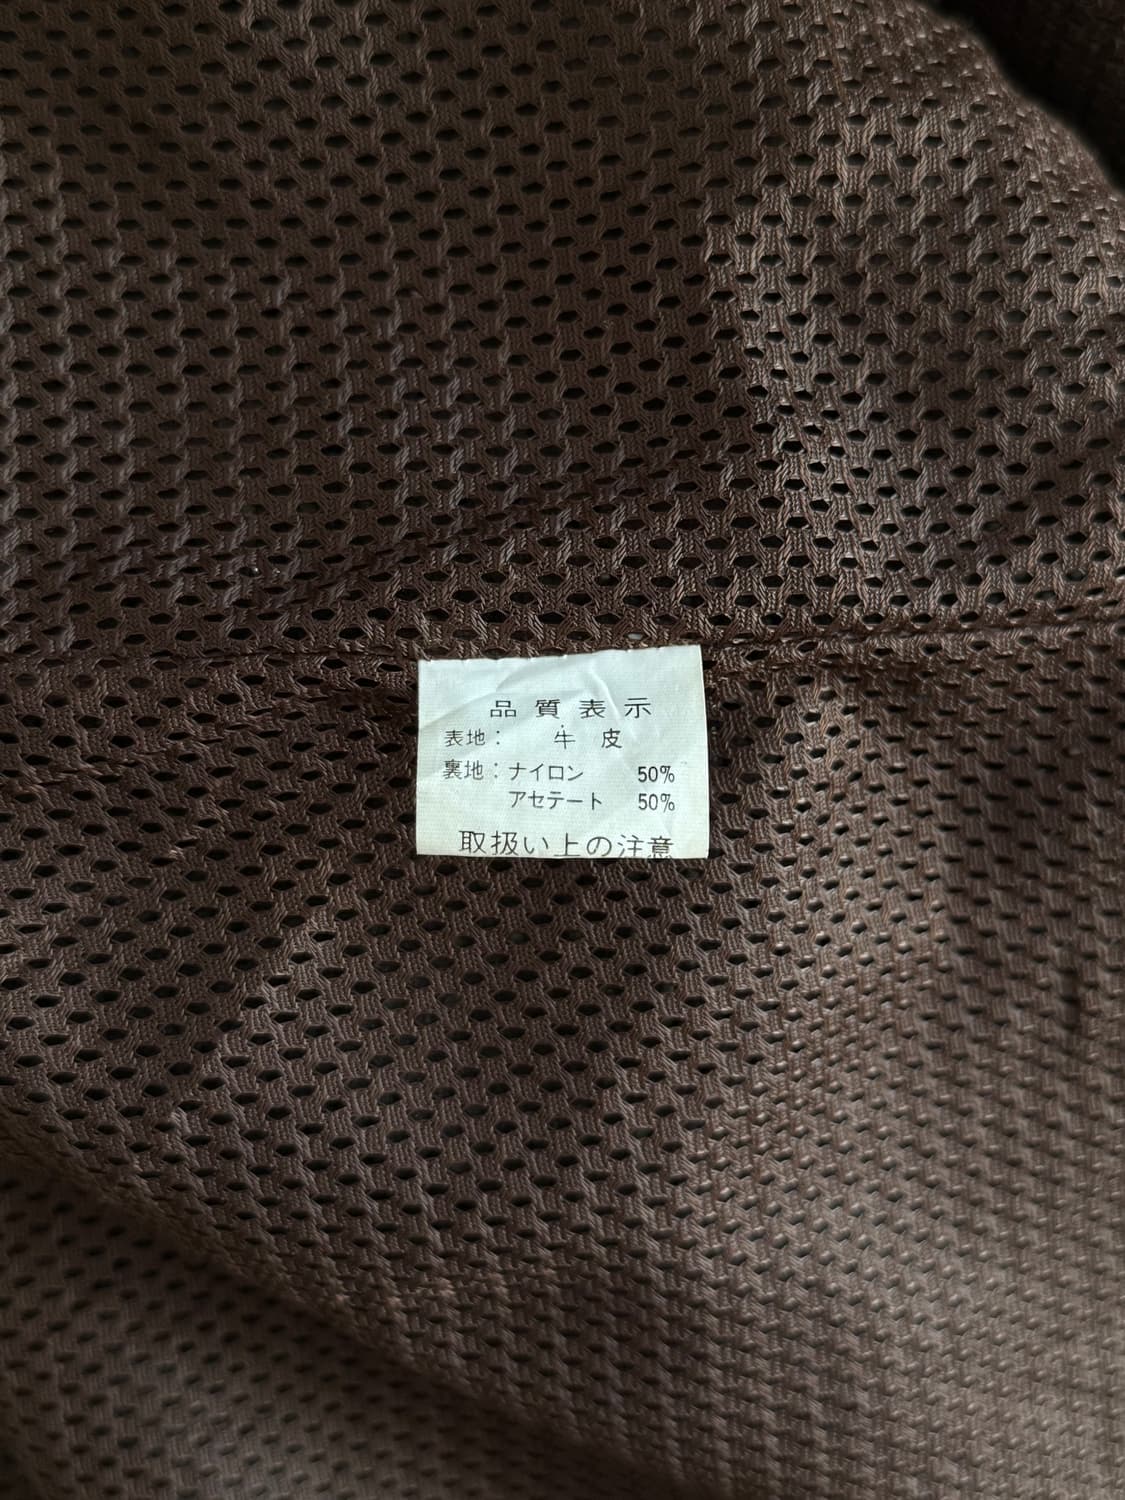 品質表示
表地： 牛皮
裏地：ナイロン 50%
アセテート 50%
取扱い上の注意